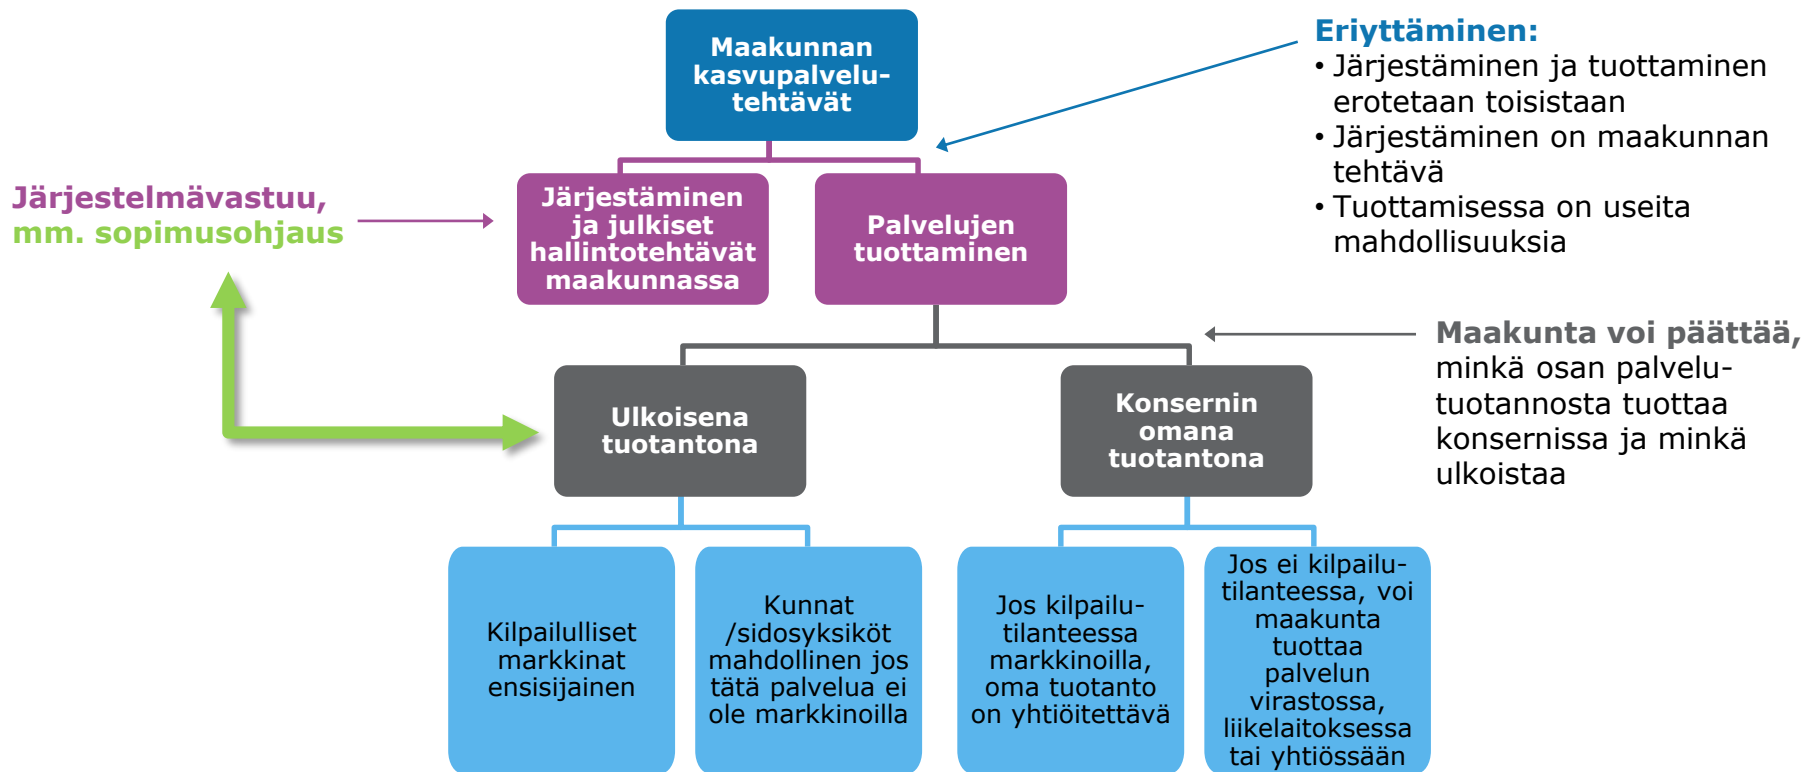 Maakunnan
kasvupalvelu-
tehtävät
Eriyttäminen:
• Järjestäminen ja tuottaminen
erotetaan toisistaan
• Järjestäminen on maakunnan
tehtävä
• Tuottamisessa on useita
mahdollisuuksia
Järjestelmävastuu,
mm. sopimusohjaus
Järjestäminen
ja julkiset
hallintotehtävät
maakunnassa
Palvelujen
tuottaminen
Maakunta voi päättää,
minkä osan palvelu-
tuotannosta tuottaa
konsernissa ja minkä
ulkoistaa
Ulkoisena
tuotantona
Konsernin
omana
tuotantona
Kilpailulliset
markkinat
ensisijainen
Kunnat
/sidosyksiköt
mahdollinen jos
tätä palvelua ei
ole markkinoilla
Jos kilpailu-
tilanteessa
markkinoilla,
oma tuotanto
on yhtiöitettävä
Jos ei kilpailu-
tilanteessa, voi
maakunta
tuottaa
palvelun
virastossa,
liikelaitoksessa
tai yhtiössään